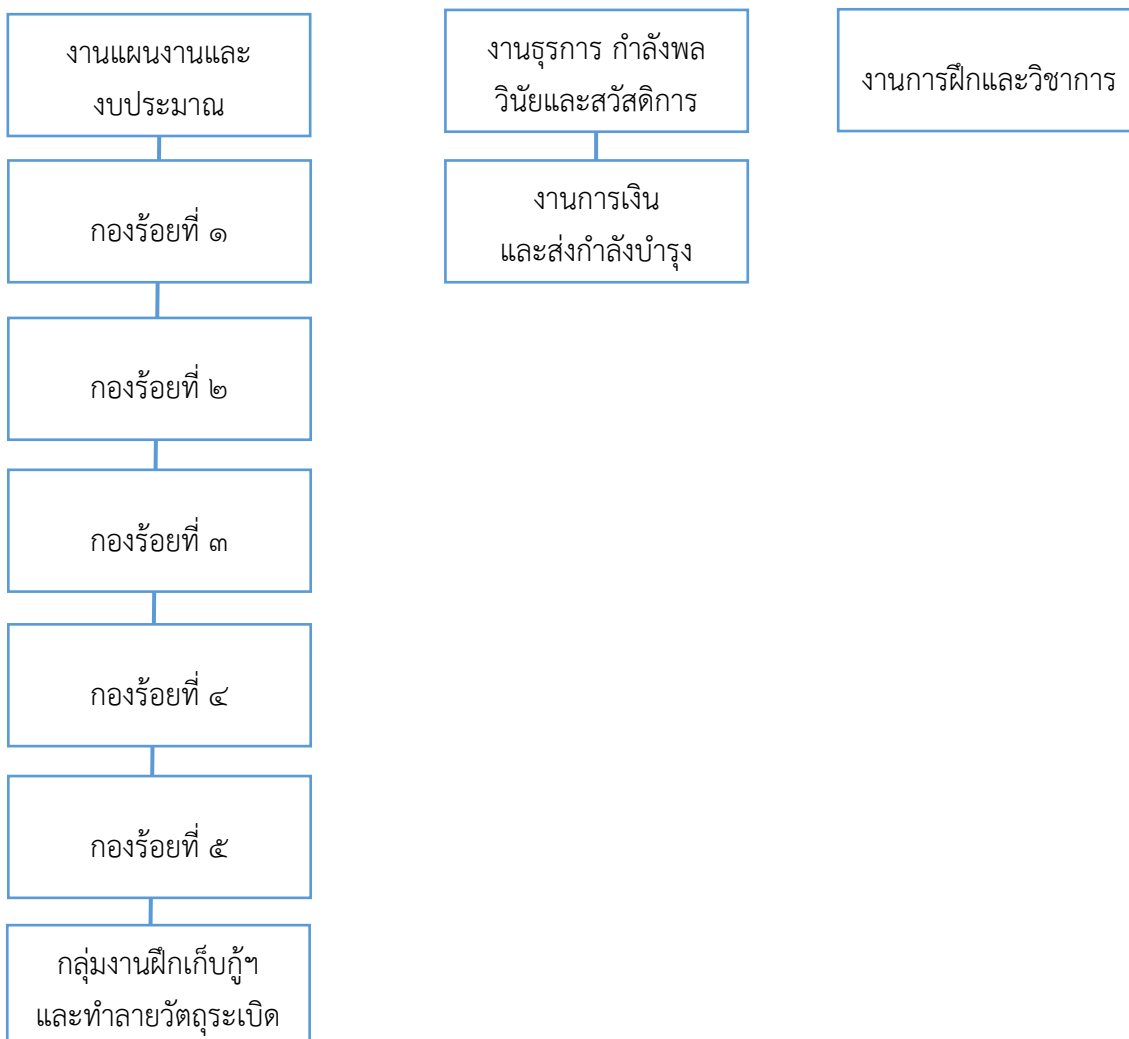 งานแผนงานและ
งบประมาณ
กองร้อยที่ ๑
กองร้อยที่ ๒
กองร้อยที่ ๓
กองร้อยที่ ๔
กองร้อยที่ ๕
กลุ่มงานฝึกเก็บกู้ฯ
และทำลายวัตถุระเบิด
งานธุรการ กำลังพล
วินัยและสวัสดิการ
งานการเงิน
และส่งกำลังบำรุง
งานการฝึกและวิชาการ